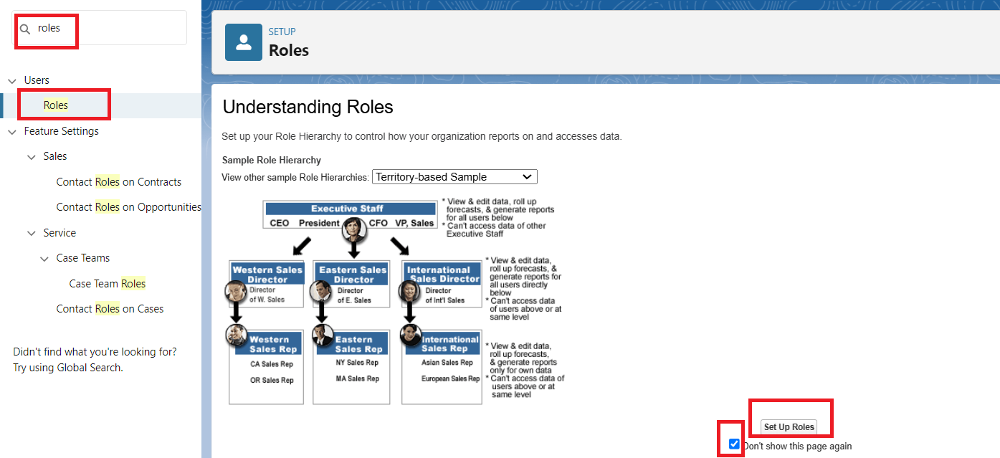 roles
Users
Roles
Feature Settings
Sales
Contact Roles on Contracts
Contact Roles on Opportunities
Service
Case Teams
Case Team Roles
Contact Roles on Cases
Didn't find what you're looking for?
Try using Global Search.
SETUP
Roles
Understanding Roles
Set up your Role Hierarchy to control how your organization reports on and accesses data.
Sample Role Hierarchy
View other sample Role Hierarchies: Territory-based Sample
Executive Staff
CEO President CFO VP, Sales
* View & edit data, roll up
forecasts, & generate reports
for all users below
* Can't access data of other
Executive Staff
Western Sales
Director
Director
of W. Sales
Eastern Sales
Director
Director
of E. Sales
International
Sales Director
Director
of Int'l Sales
* View & edit data,
roll up forecasts, &
generate reports for
all users directly
below
* Can't access data
of users above or at
same level
Western
Sales Rep
CA Sales Rep
OR Sales Rep
Eastern
Sales Rep
NY Sales Rep
MA Sales Rep
International
Sales Rep
Asian Sales Rep
European Sales Rep
* View & edit data,
roll up forecasts,
& generate reports
only for own data
* Can't access data of
users above or at
same level
Set Up Roles
Don't show this page again